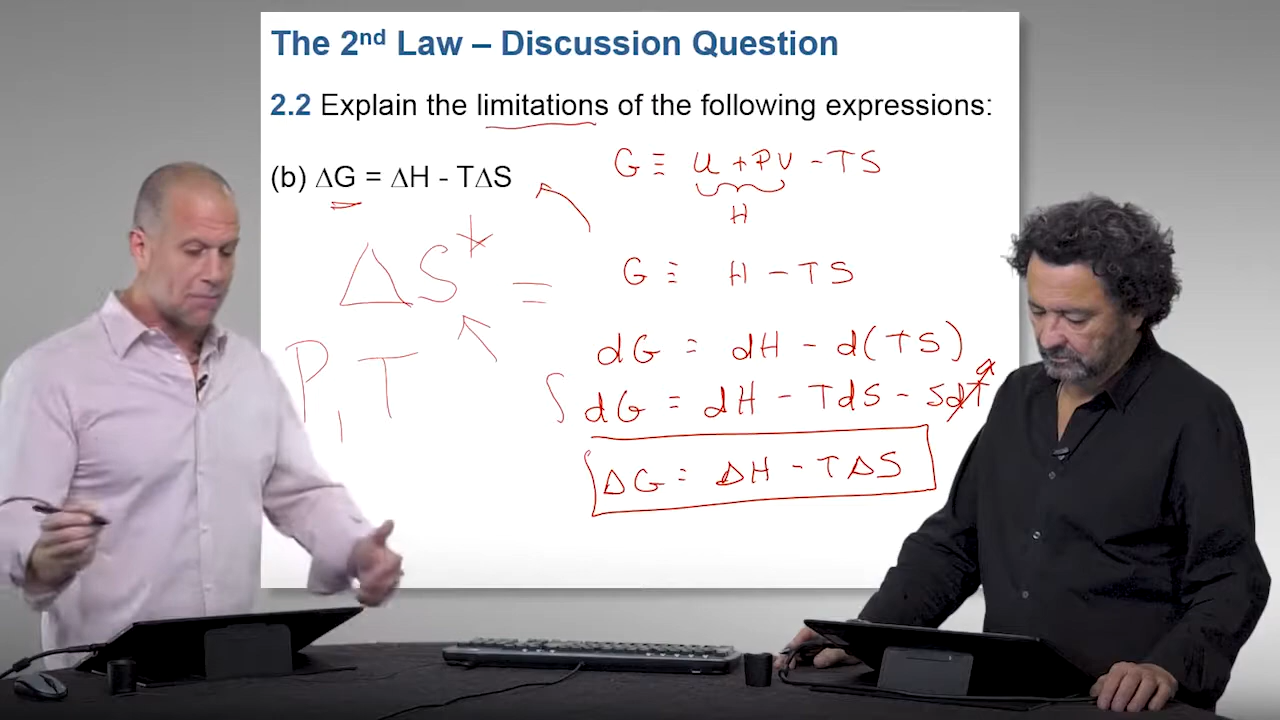 The 2nd Law – Discussion Question
2.2 Explain the limitations of the following expressions:
(b) ΔG = ΔH - TΔS
G ≡ U + PV - TS
H
ΔS* =
G ≡ H - TS
P, T
dG = dH - d(TS)
∫ dG = dH - TdS - SdT
∫ ΔG = ΔH - TΔS